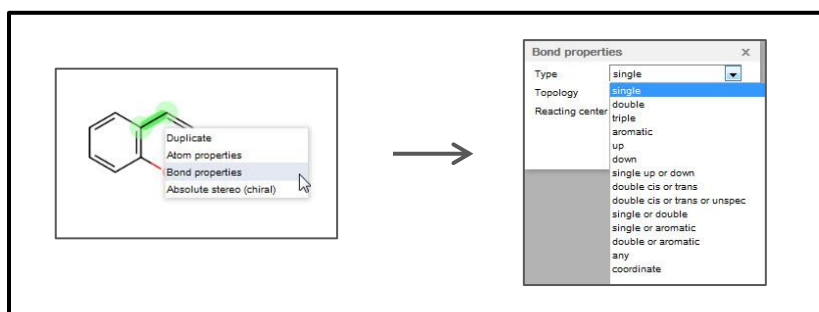 Duplicate
Atom properties
Bond properties
Absolute stereo (chiral)
Bond properties x
Type single
Topology single
Reacting center double
triple
aromatic
up
down
single up or down
double cis or trans
double cis or trans or unspec
single or double
single or aromatic
double or aromatic
any
coordinate